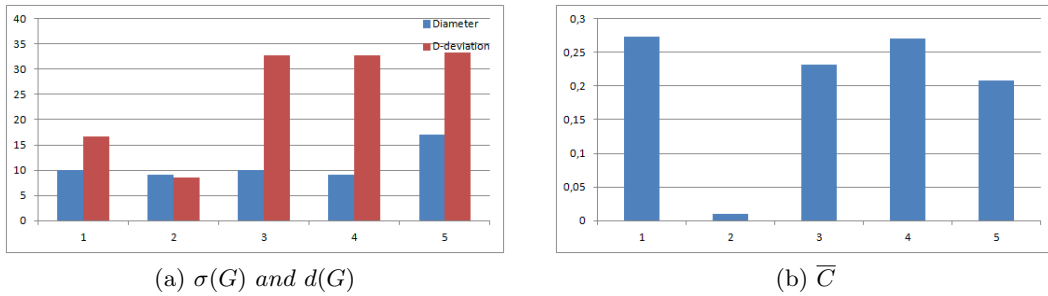 40
35
30
25
20
15
10
5
0
Diameter
D-deviation
1 2 3 4 5
(a) σ(G) and d(G)
0,3
0,25
0,2
0,15
0,1
0,05
0
1 2 3 4 5
(b) C̅